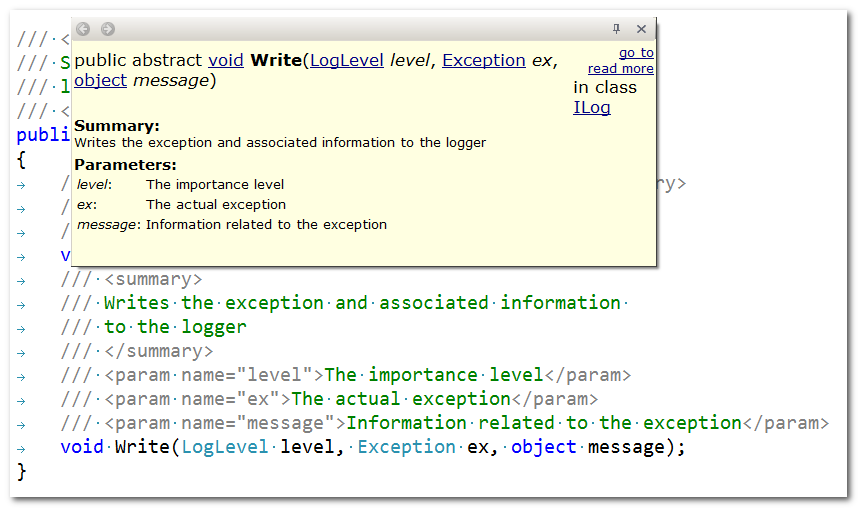 /// <
/// S
/// l
/// <
publi
{
/
/
/
v
public abstract void Write(LogLevel level, Exception ex,
object message)
go to
read more
in class
ILog
Summary:
Writes the exception and associated information to the logger
Parameters:
level: The importance level
ex: The actual exception
message: Information related to the exception
ry>
/// <summary>
/// Writes the exception and associated information
/// to the logger
/// </summary>
/// <param name="level">The importance level</param>
/// <param name="ex">The actual exception</param>
/// <param name="message">Information related to the exception</param>
void Write(LogLevel level, Exception ex, object message);
}